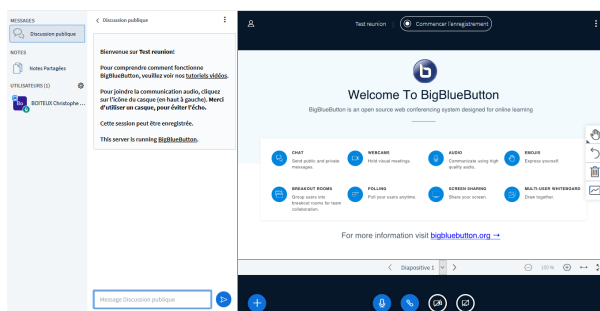 MESSAGES
Discussion publique
NOTES
Notes Partagées
UTILISATEURS (1)
Bo
BOITEUX Christophe ...
Discussion publique
Bienvenue sur Test reunion!
Pour comprendre comment fonctionne
BigBlueButton, veuillez voir nos tutoriels vidéos.
Pour joindre la communication audio, cliquez
sur l'icône du casque (en haut à gauche). Merci
d'utiliser un casque, pour éviter l'écho.
Cette session peut être enregistrée.
This server is running BigBlueButton.
Message Discussion publique
Test reunion
Commencer l'enregistrement
b
Welcome To BigBlueButton
BigBlueButton is an open source web conferencing system designed for online learning
CHAT
Send public and private
messages.
WEBCAMS
Hold visual meetings.
AUDIO
Communicate using high
quality audio.
EMOJIS
Express yourself.
BREAKOUT ROOMS
Group users into
breakout rooms for team
collaboration.
POLLING
Poll your users anytime.
SCREEN SHARING
Share your screen.
MULTI-USER WHITEBOARD
Draw together.
For more information visit bigbluebutton.org →
Diapositive 1
100%